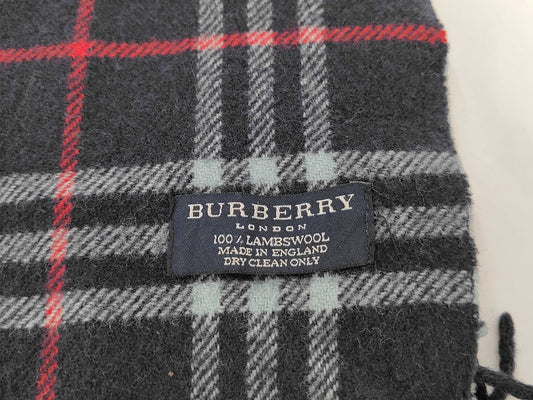 BURBERRY
LONDON
100% LAMBSWOOL
MADE IN ENGLAND
DRY CLEAN ONLY